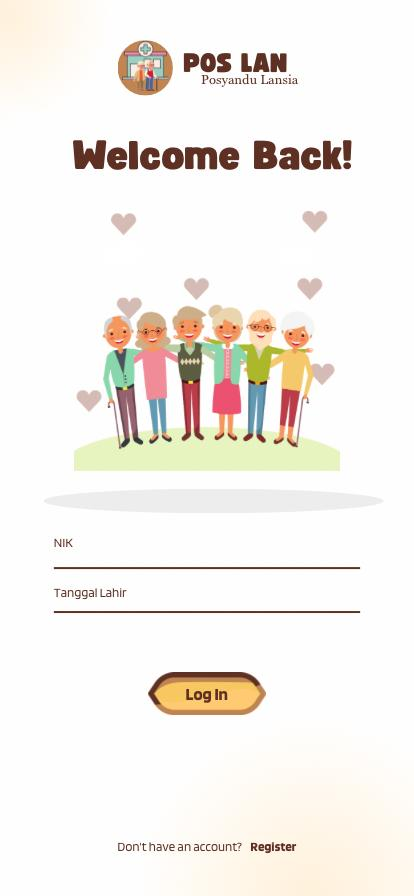 POS LAN
Posyandu Lansia
Welcome Back!
NIK
Tanggal Lahir
Log In
Don't have an account? Register